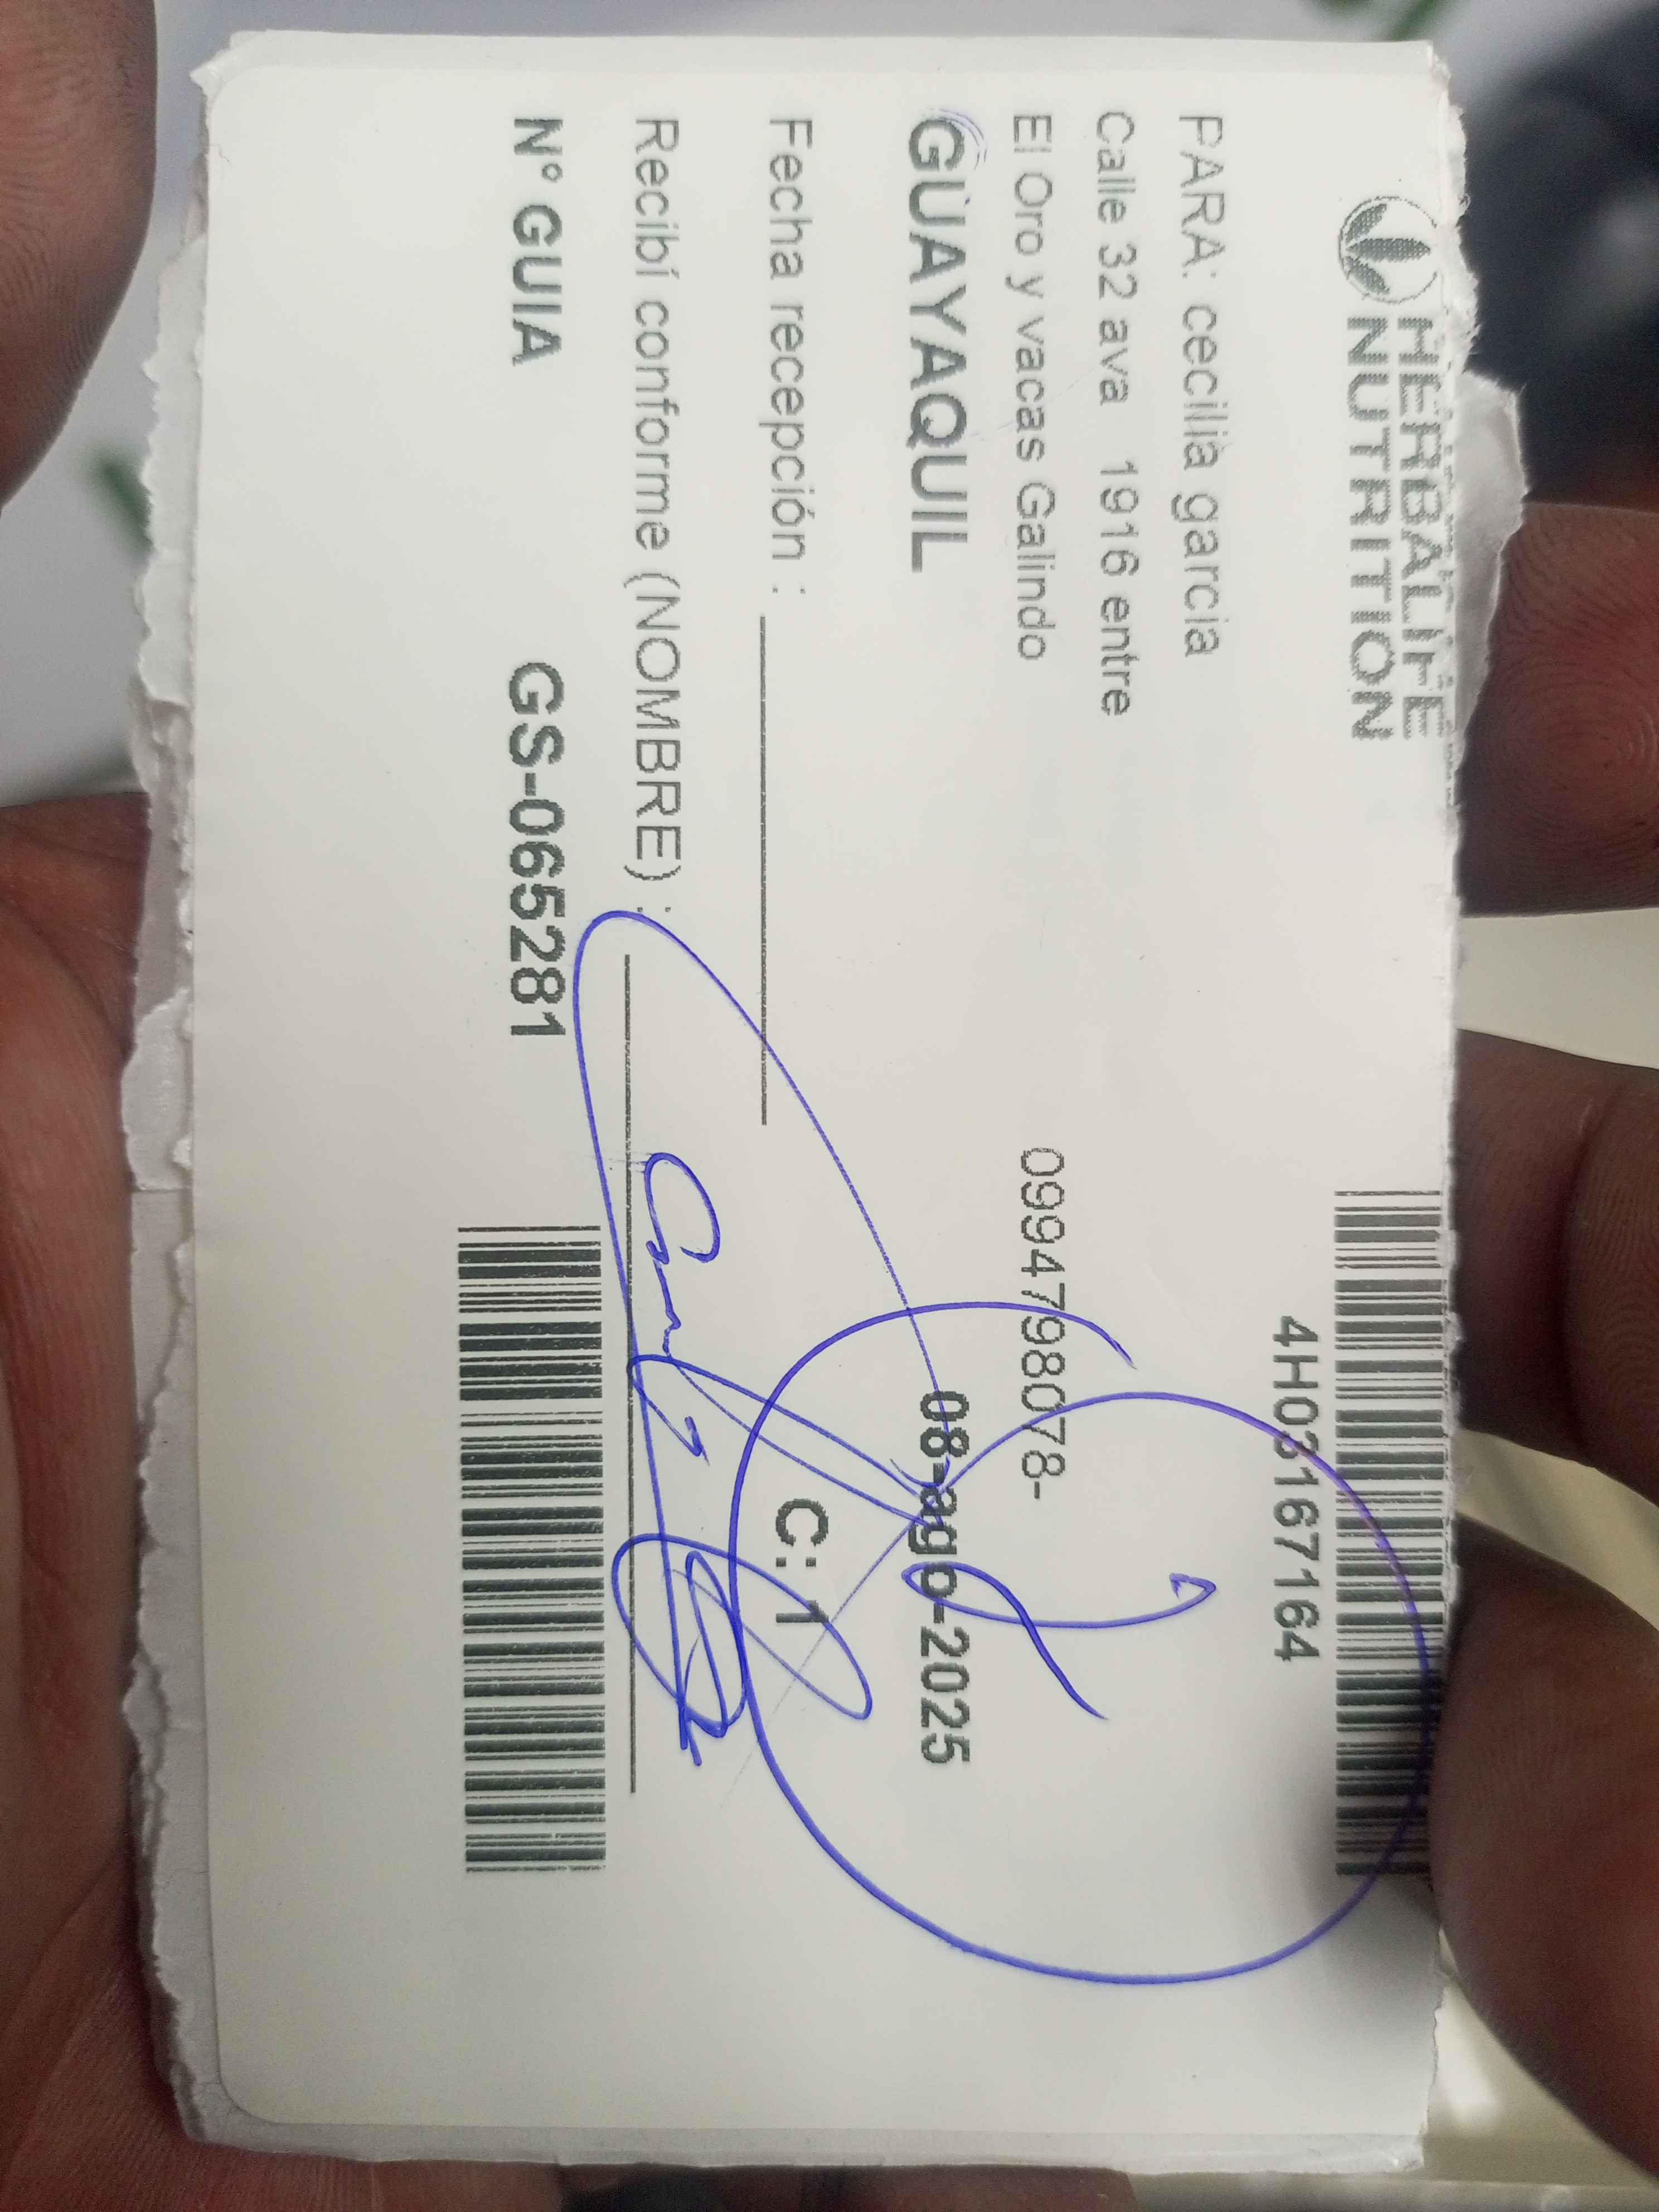 HERBALIFE
NUTRITION
4H03167164
PARA: cecilia garcia
Calle 32 ava 1916 entre
El Oro y vacas Galindo
0994798078-
GUAYAQUIL
08-ago-2025
Fecha recepción :
C: 1
Recibí conforme (NOMBRE) :
N° GUIA GS-065281